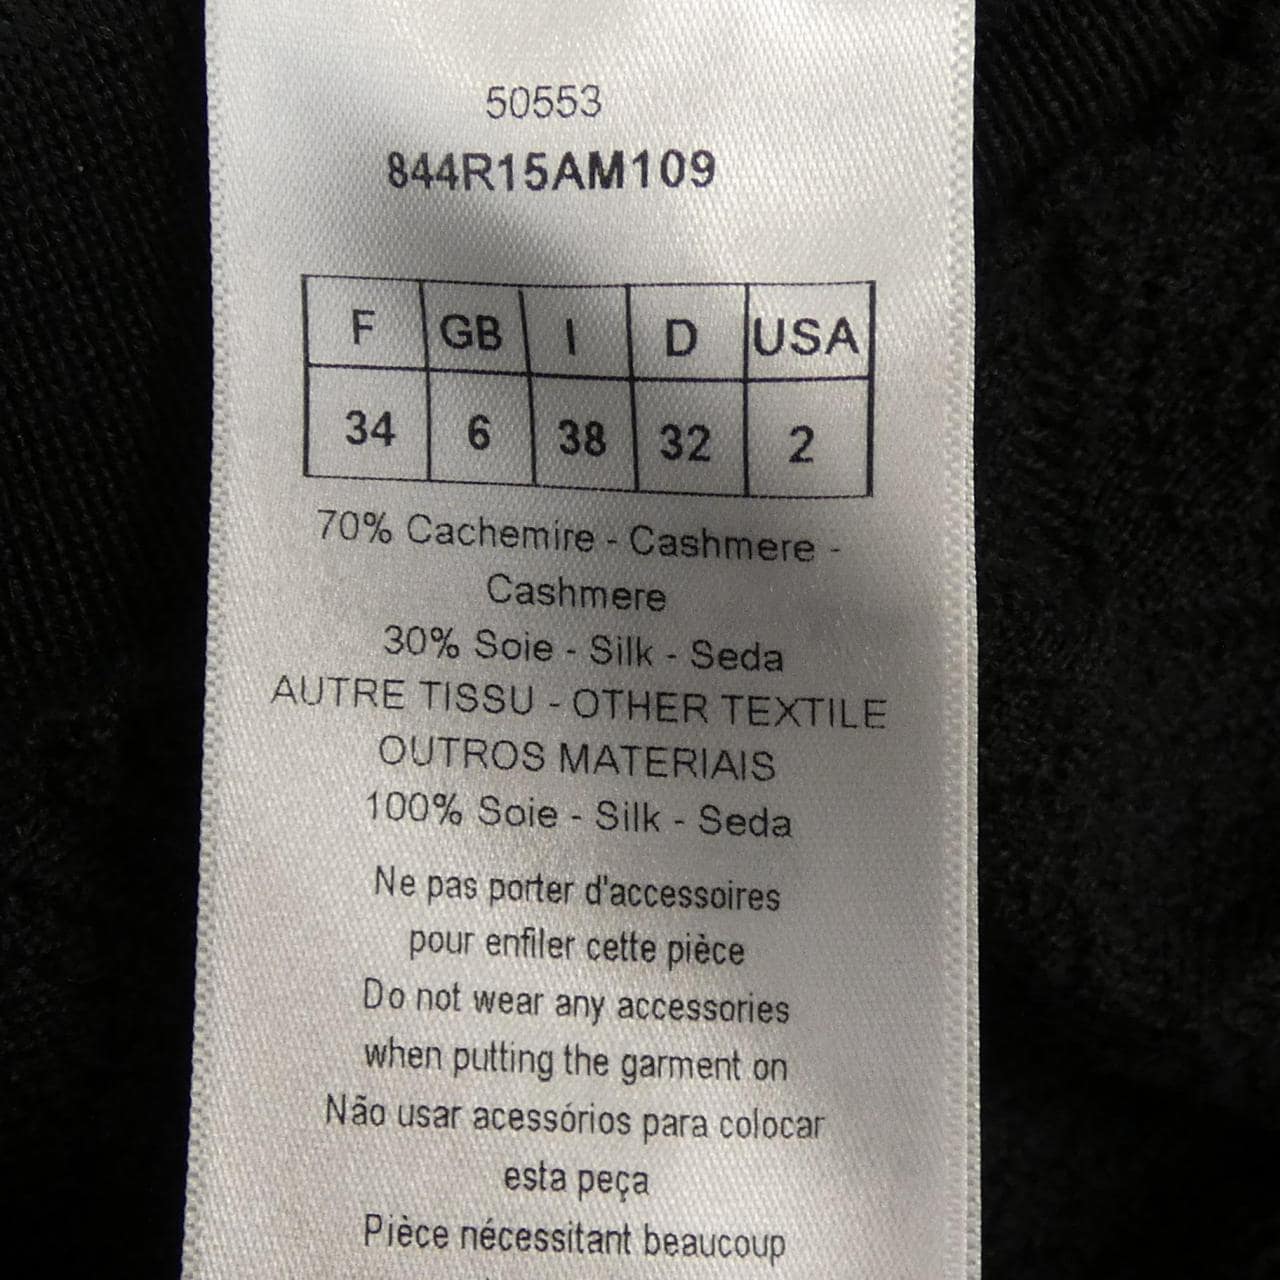 50553
844R15AM109
F GB I D USA
34 6 38 32 2
70% Cachemire - Cashmere -
Cashmere
30% Soie - Silk - Seda
AUTRE TISSU - OTHER TEXTILE
OUTROS MATERIAIS
100% Soie - Silk - Seda
Ne pas porter d'accessoires
pour enfiler cette pièce
Do not wear any accessories
when putting the garment on
Não usar acessórios para colocar
esta peça
Pièce nécessitant beaucoup